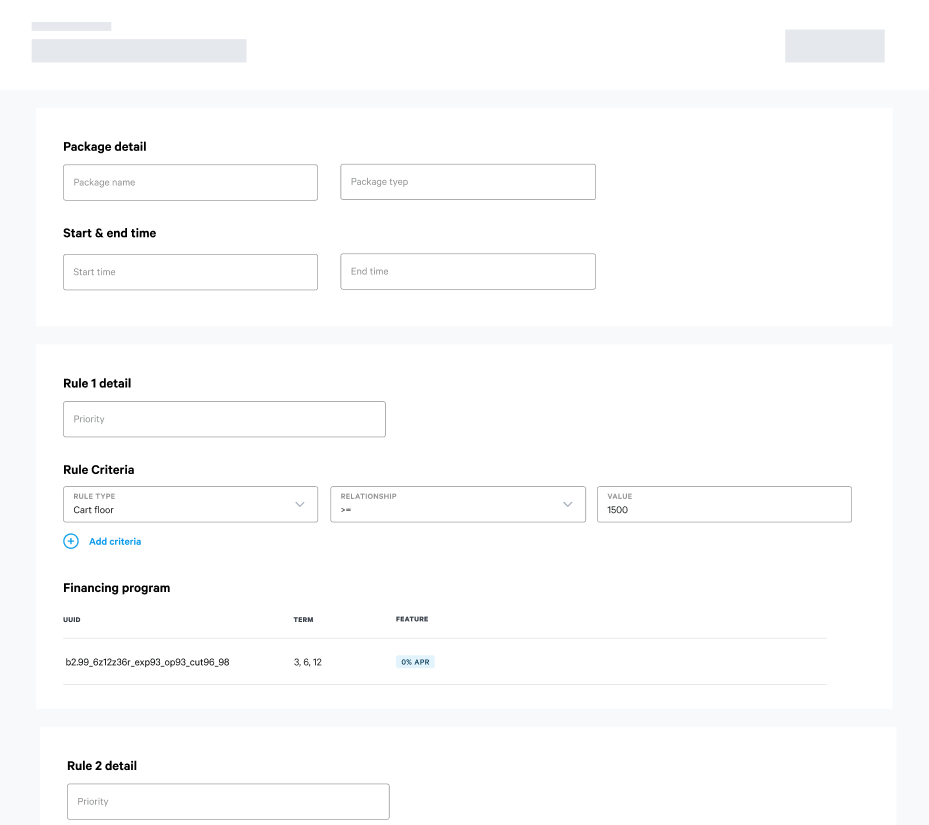 Package detail
Package name
Package tyep
Start & end time
Start time
End time
Rule 1 detail
Priority
Rule Criteria
RULE TYPE
Cart floor
RELATIONSHIP
>=
VALUE
1500
Add criteria
Financing program
UUID TERM FEATURE
b2.99_6z12z36r_exp93_op93_cut96_98 3, 6, 12 0% APR
Rule 2 detail
Priority